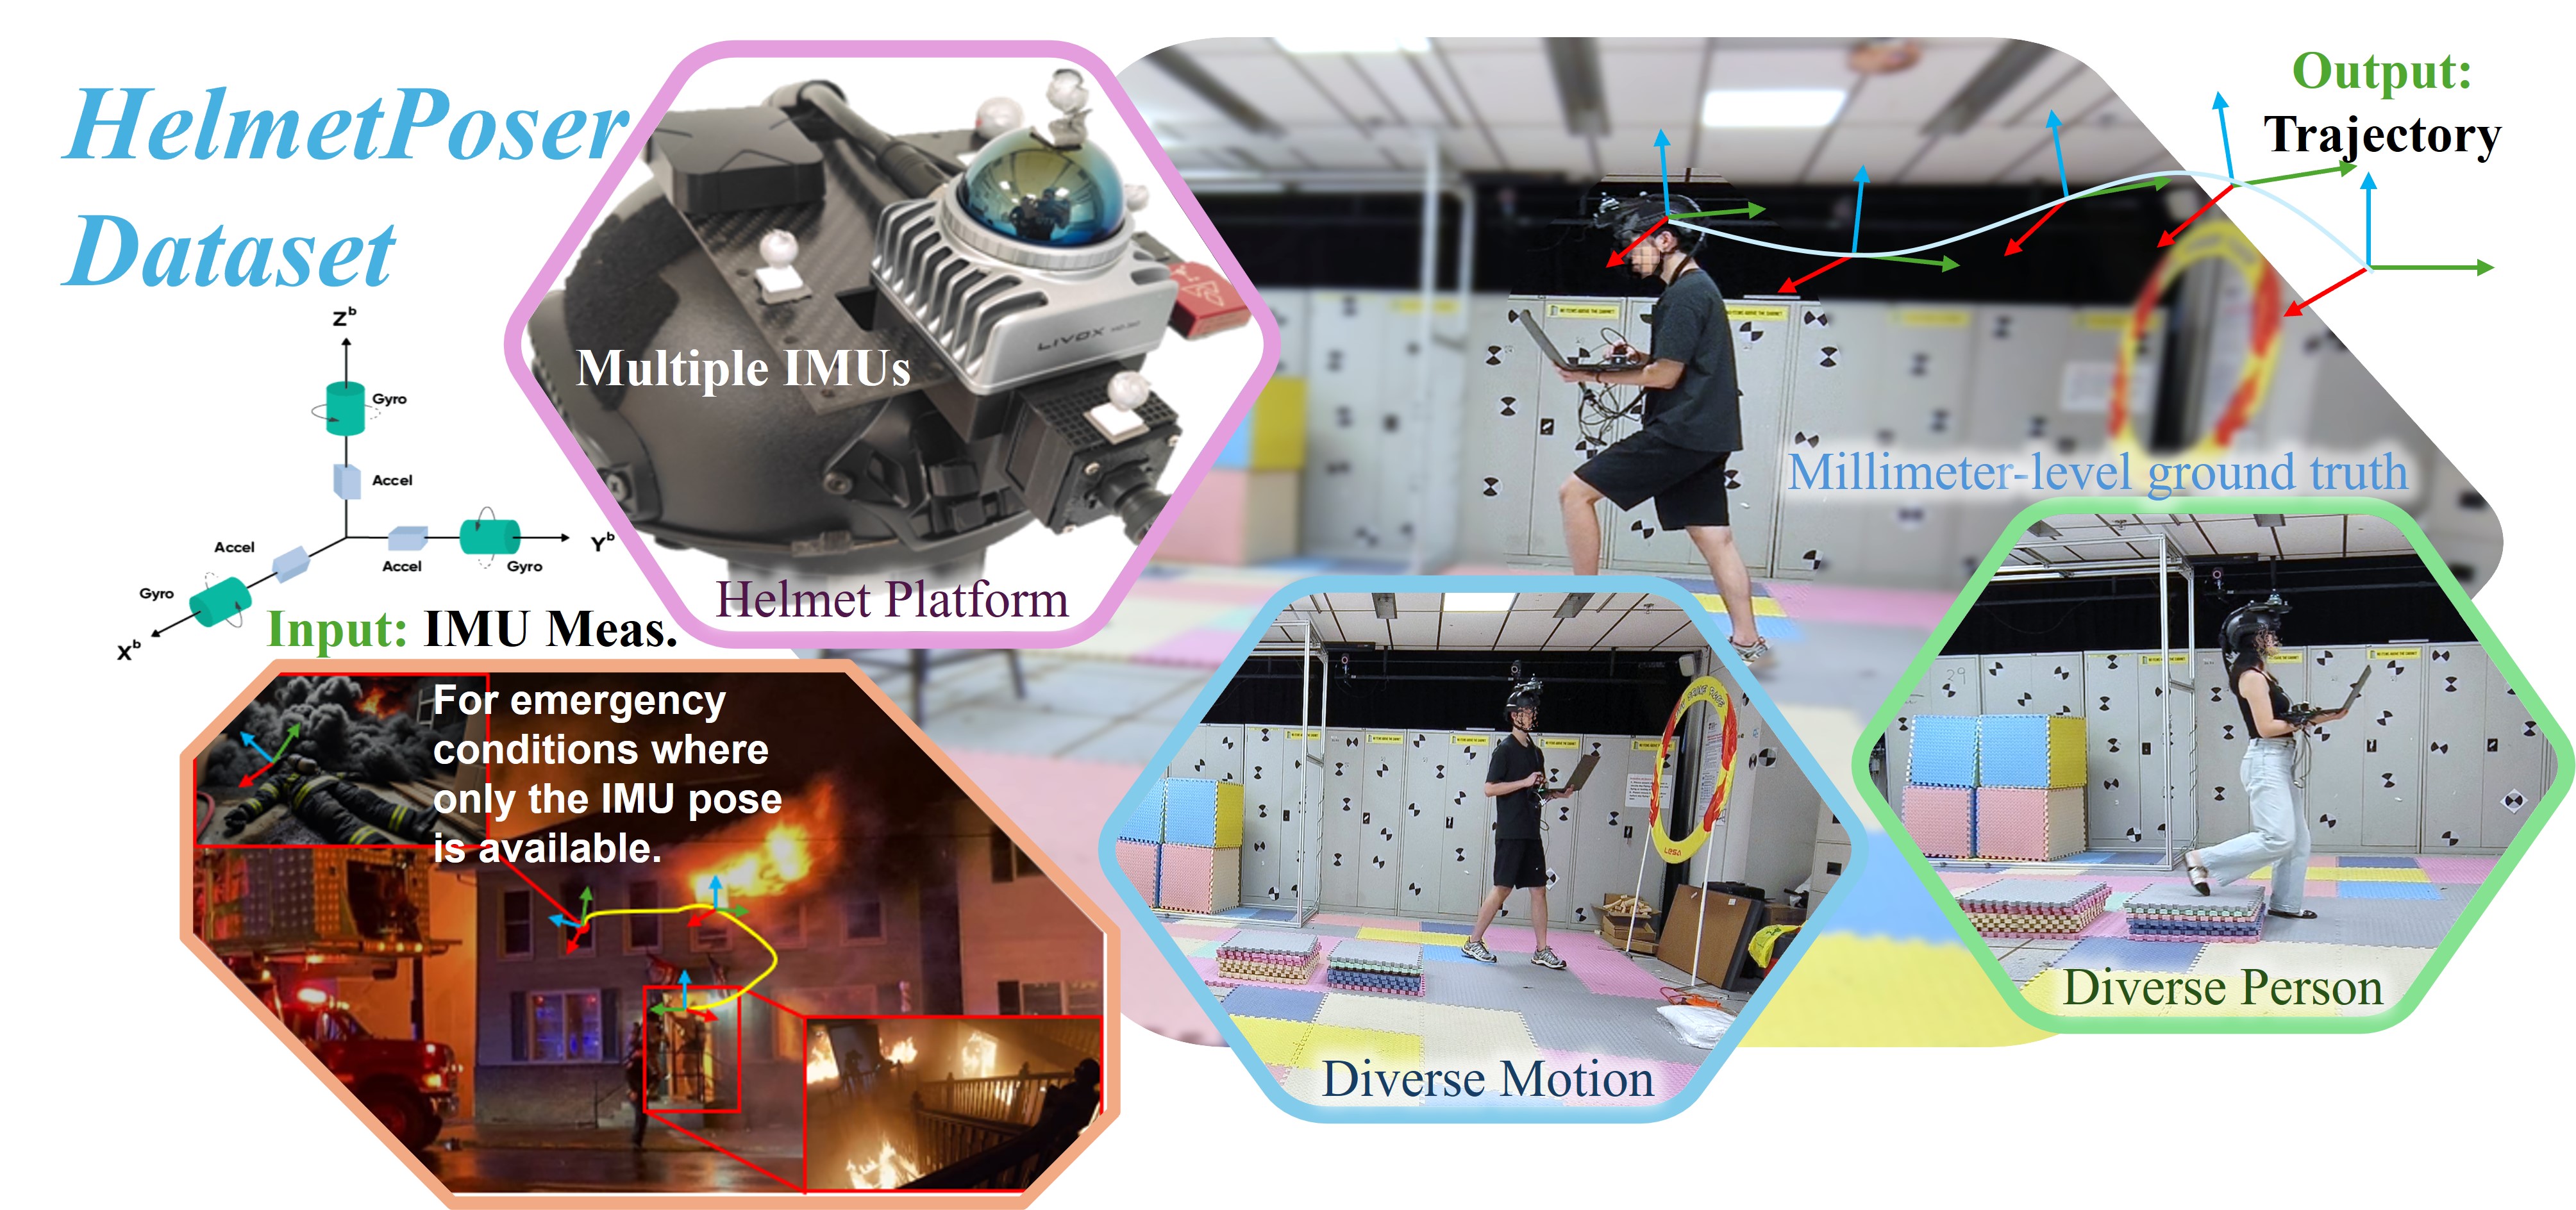 HelmetPoser
Dataset
Z^b
Gyro
Accel
Accel
Accel
Y^b
Gyro
Gyro
X^b
Input: IMU Meas.
Multiple IMUs
LIVOX
Helmet Platform
Output:
Trajectory
Millimeter-level ground truth
For emergency
conditions where
only the IMU pose
is available.
Diverse Motion
Diverse Person
29